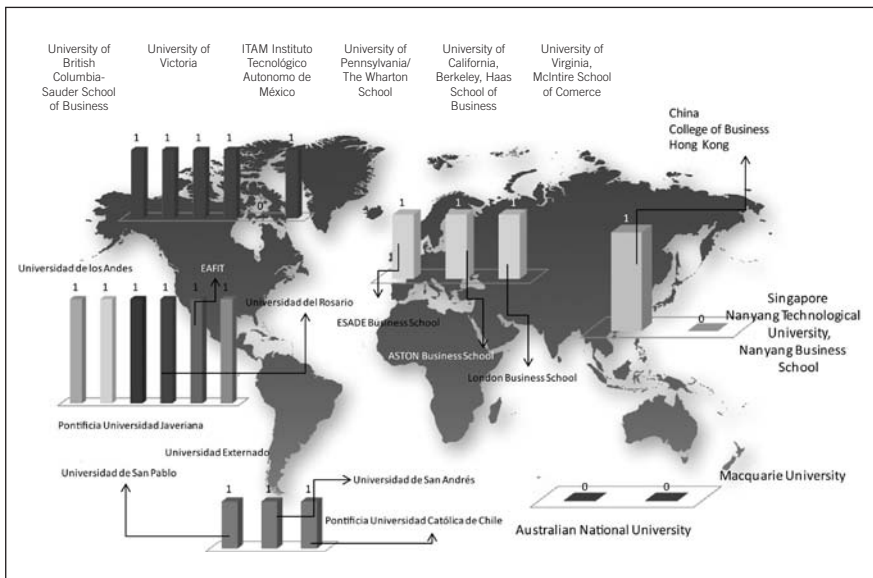 University of
British
Columbia-
Sauder School
of Business
University of
Victoria
ITAM Instituto
Tecnológico
Autonomo de
México
University of
Pennsylvania/
The Wharton
School
University of
California,
Berkeley, Haas
School of
Business
University of
Virginia,
McIntire School
of Comerce
China
College of Business
Hong Kong
1 1 1 1 0 1
1 1 1
1
Universidad de los Andes
EAFIT
1 1 1 1 1 1
Universidad del Rosario
ESADE Business School
ASTON Business School
London Business School
0
Singapore
Nanyang Technological
University,
Nanyang Business
School
Pontificia Universidad Javeriana
Universidad Externado
Universidad de San Pablo
1 1 1
Universidad de San Andrés
Pontificia Universidad Católica de Chile
Macquarie University
0 0
Australian National University